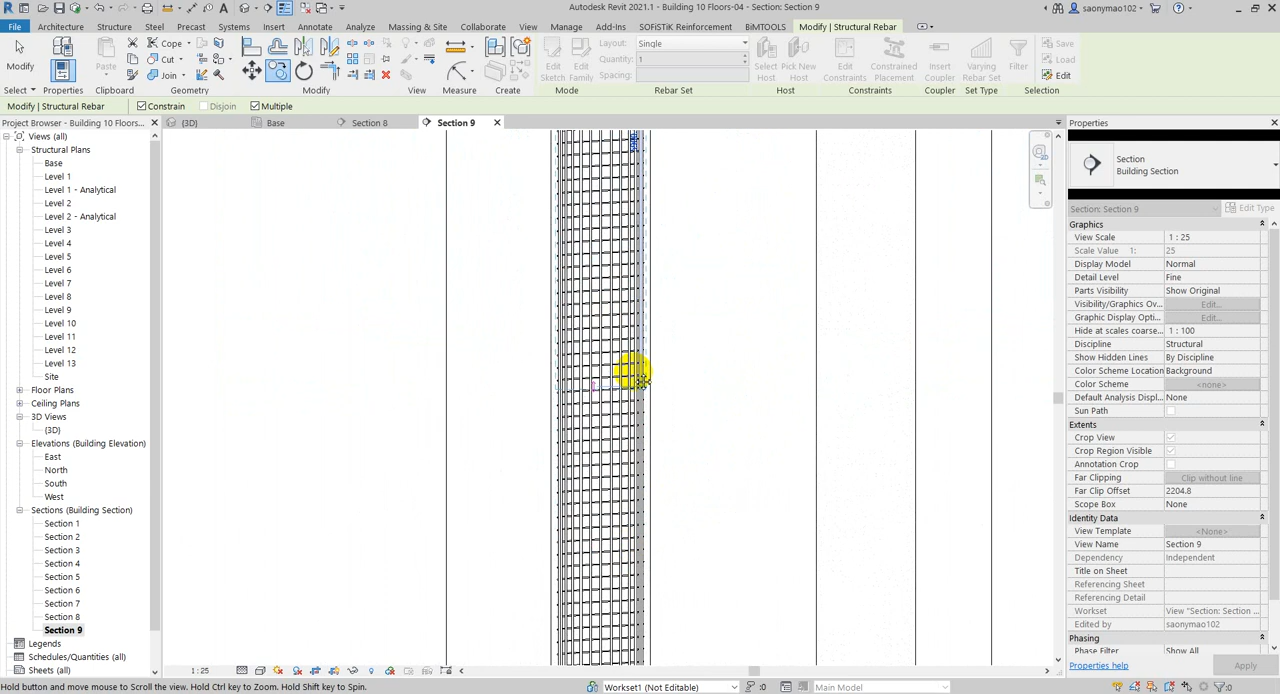 Autodesk Revit 2021.1 - Building 10 Floors-04 - Section: Section 9
saonymao102
File Architecture Structure Steel Precast Systems Insert Annotate Analyze Massing & Site Collaborate View Manage Add-Ins SOFiSTiK Reinforcement BiMTOOLS Modify | Structural Rebar
Modify
Paste
Cope
Cut
Join
Edit Sketch
Edit Family
Layout: Single
Quantity: 1
Spacing:
Select Host
Pick New Host
Edit Constraints
Constrained Placement
Insert Coupler
Varying Rebar Set
Filter
Save
Load
Edit
Select Properties Clipboard Geometry Modify View Measure Create Mode Rebar Set Host Constraints Coupler Set Type Selection
Modify | Structural Rebar Constrain Disjoin Multiple
Project Browser - Building 10 Floors...
{3D} Base Section 8 Section 9
Views (all)
Structural Plans
Base
Level 1
Level 1 - Analytical
Level 2
Level 2 - Analytical
Level 3
Level 4
Level 5
Level 6
Level 7
Level 8
Level 9
Level 10
Level 11
Level 12
Level 13
Site
Floor Plans
Ceiling Plans
3D Views
{3D}
Elevations (Building Elevation)
East
North
South
West
Sections (Building Section)
Section 1
Section 2
Section 3
Section 4
Section 5
Section 6
Section 7
Section 8
Section 9
Legends
Schedules/Quantities (all)
Sheets (all)
Properties
Section
Building Section
Section: Section 9 Edit Type
Graphics
View Scale 1 : 25
Scale Value 1: 25
Display Model Normal
Detail Level Fine
Parts Visibility Show Original
Visibility/Graphics Ov... Edit...
Graphic Display Opti... Edit...
Hide at scales coarse... 1 : 100
Discipline Structural
Show Hidden Lines By Discipline
Color Scheme Location Background
Color Scheme <none>
Default Analysis Displ... None
Sun Path
Extents
Crop View
Crop Region Visible
Annotation Crop
Far Clipping Clip without line
Far Clip Offset 2204.8
Scope Box None
Identity Data
View Template <None>
View Name Section 9
Dependency Independent
Title on Sheet
Referencing Sheet
Referencing Detail
Workset View "Section: Section ...
Edited by saonymao102
Phasing
Phase Filter Show All
Properties help Apply
1 : 25
Hold button and move mouse to Scroll the view. Hold Ctrl key to Zoom. Hold Shift key to Spin. Workset1 (Not Editable) :0 Main Model :0